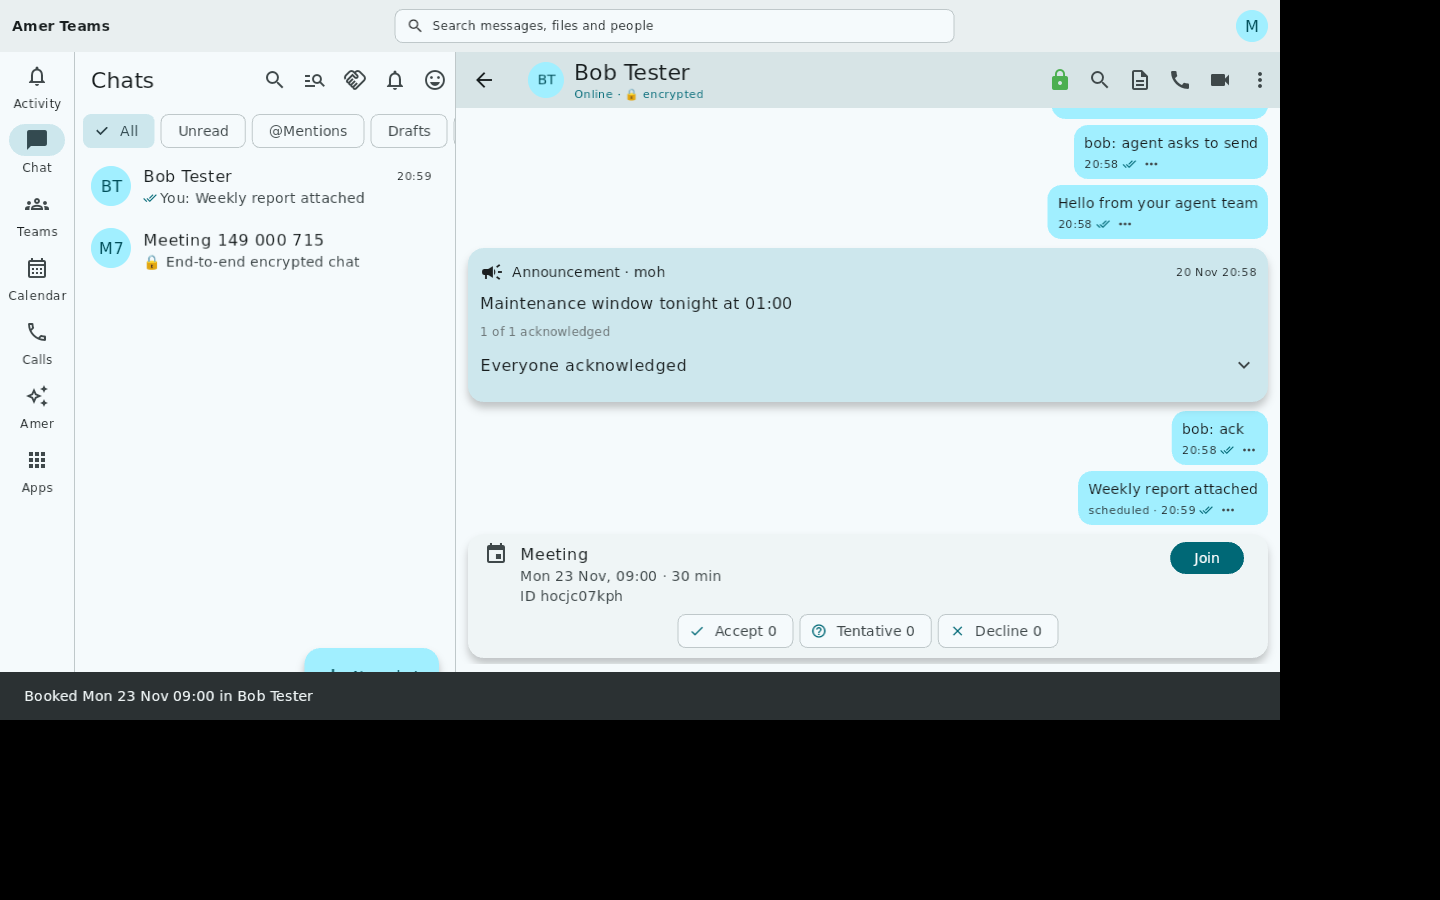 Amer Teams
Search messages, files and people
M
Activity
Chat
Teams
Calendar
Calls
Amer
Apps
Chats
All
Unread
@Mentions
Drafts
BT
Bob Tester
20:59
You: Weekly report attached
M7
Meeting 149 000 715
🔒 End-to-end encrypted chat
BT
Bob Tester
Online · 🔒 encrypted
bob: agent asks to send
20:58
Hello from your agent team
20:58
Announcement · moh
20 Nov 20:58
Maintenance window tonight at 01:00
1 of 1 acknowledged
Everyone acknowledged
bob: ack
20:58
Weekly report attached
scheduled · 20:59
Meeting
Mon 23 Nov, 09:00 · 30 min
ID hocjc07kph
Join
Accept 0
Tentative 0
Decline 0
Booked Mon 23 Nov 09:00 in Bob Tester